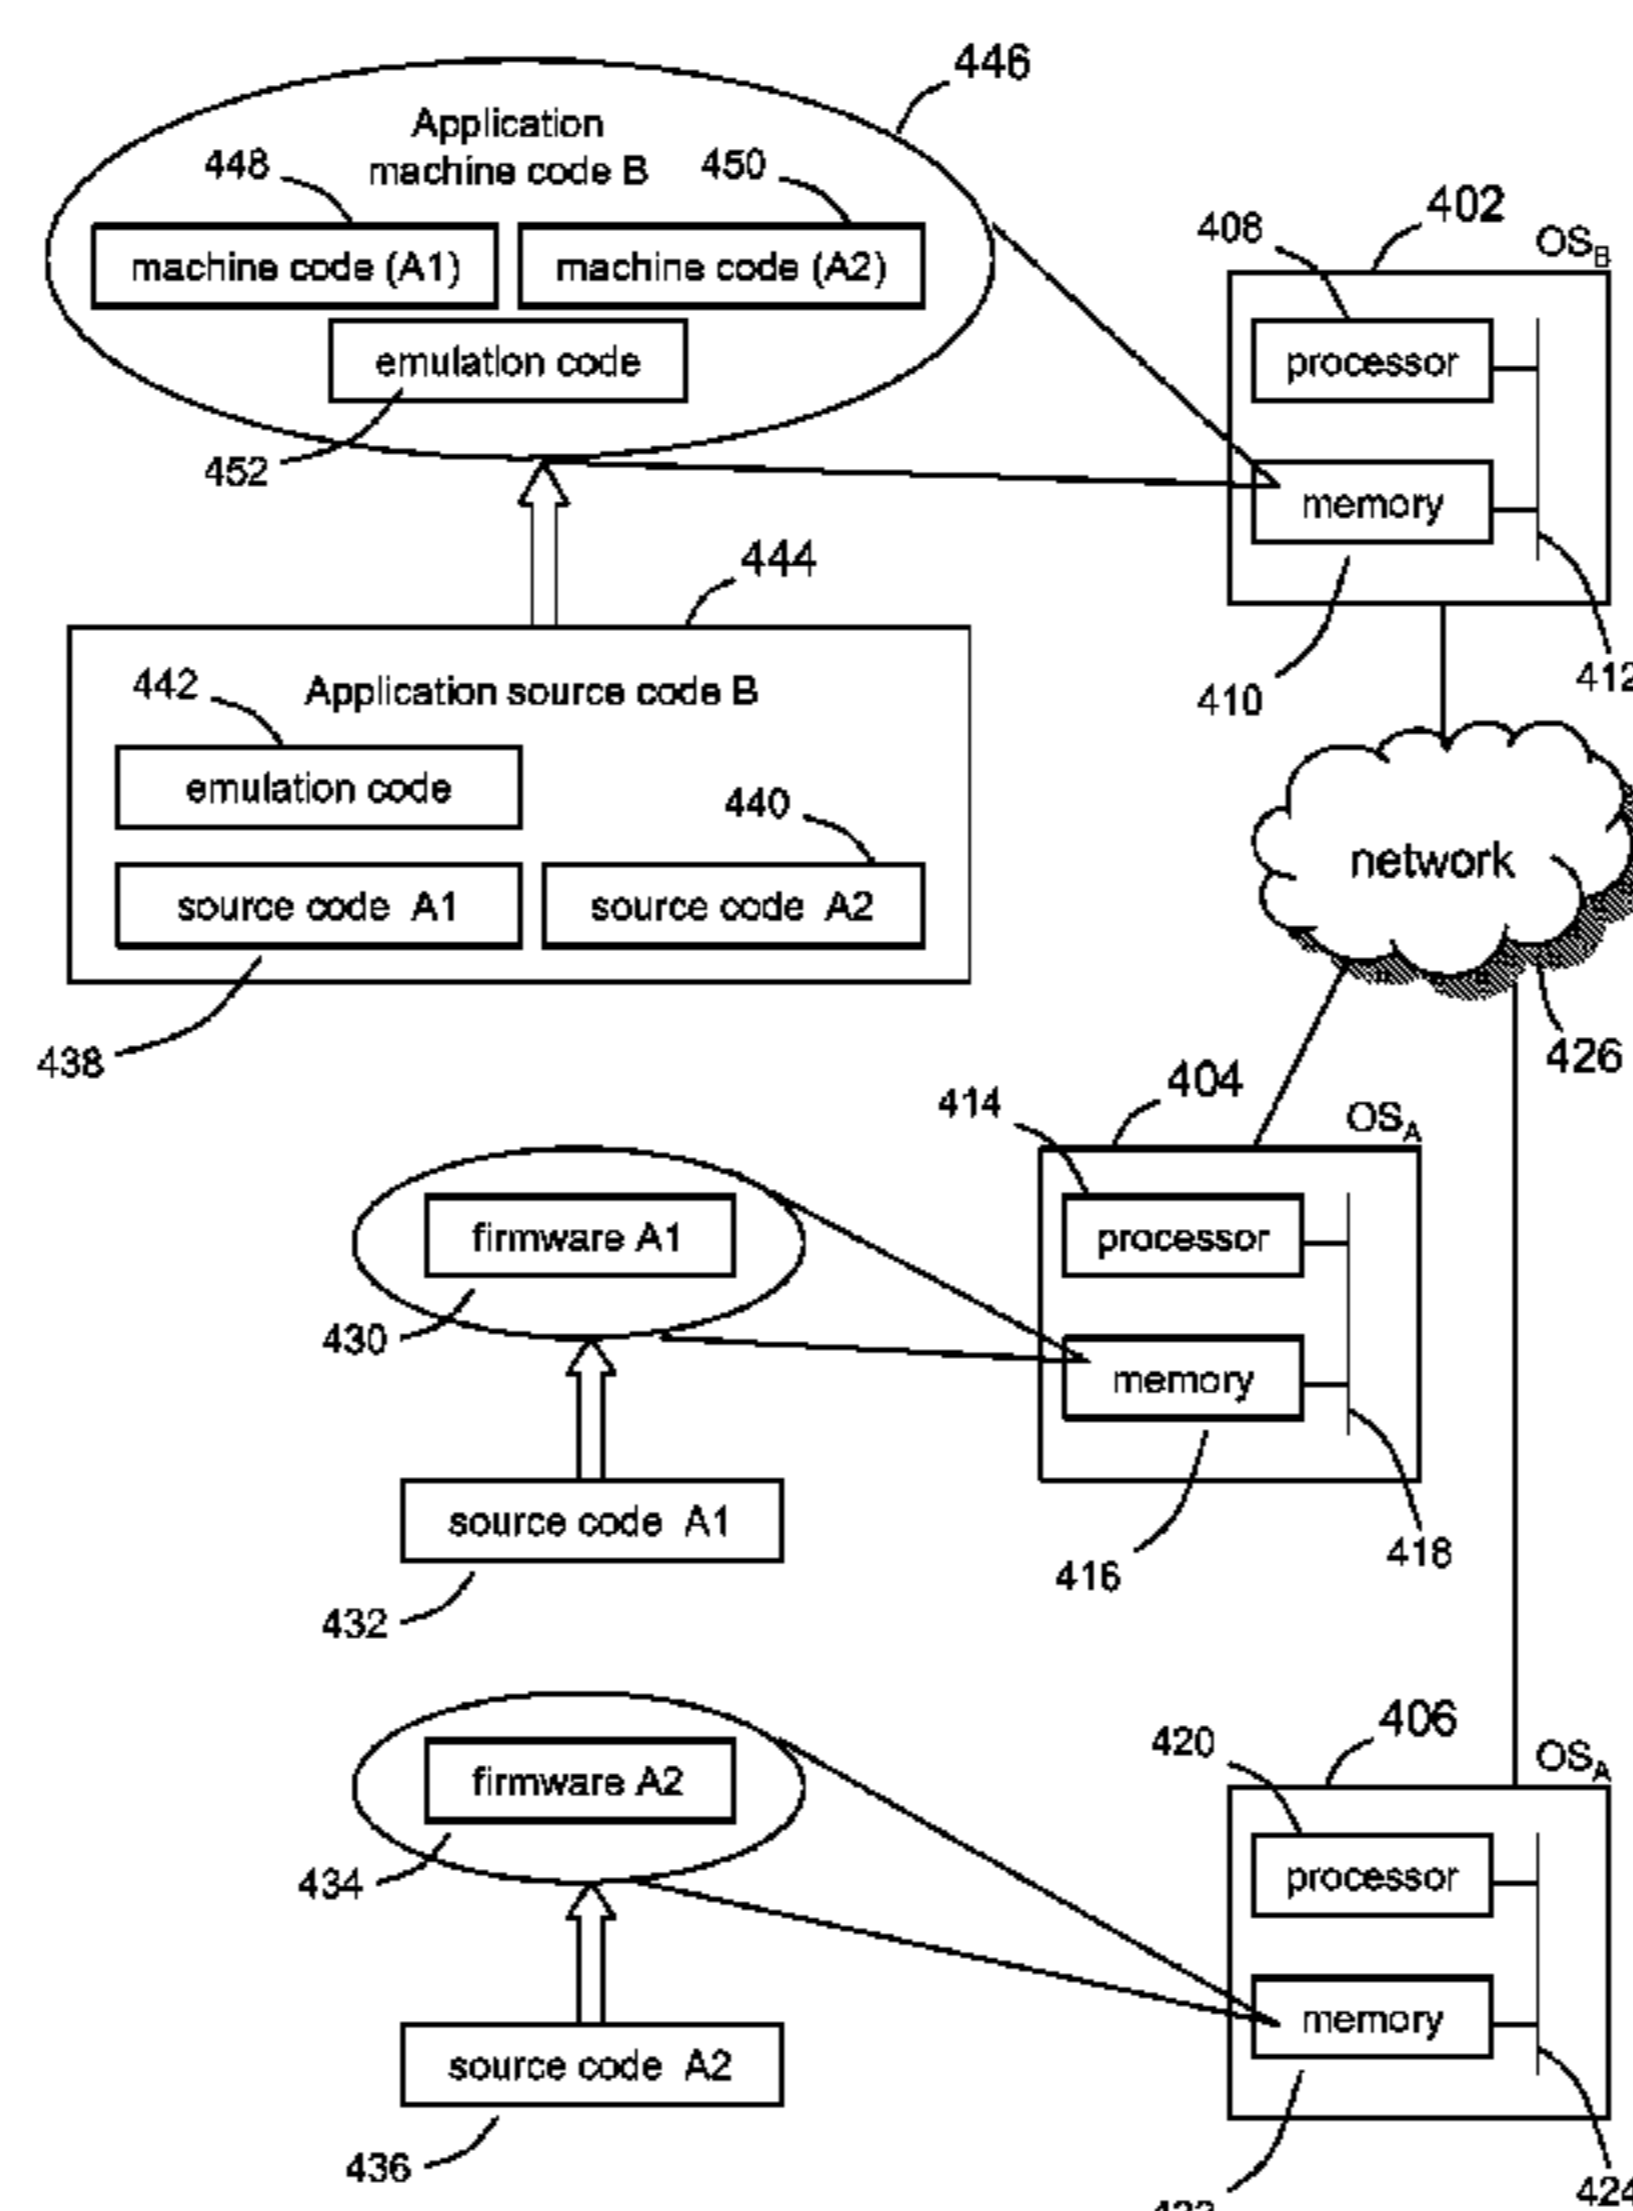 446
Application
machine code B
448
450
machine code (A1)
machine code (A2)
emulation code
452
402
OSB
408
processor
memory
410
412
444
442
Application source code B
emulation code
440
source code A1
source code A2
438
network
426
404
414
OSA
firmware A1
processor
430
memory
source code A1
416
418
432
406
420
OSA
firmware A2
processor
434
memory
source code A2
436
424